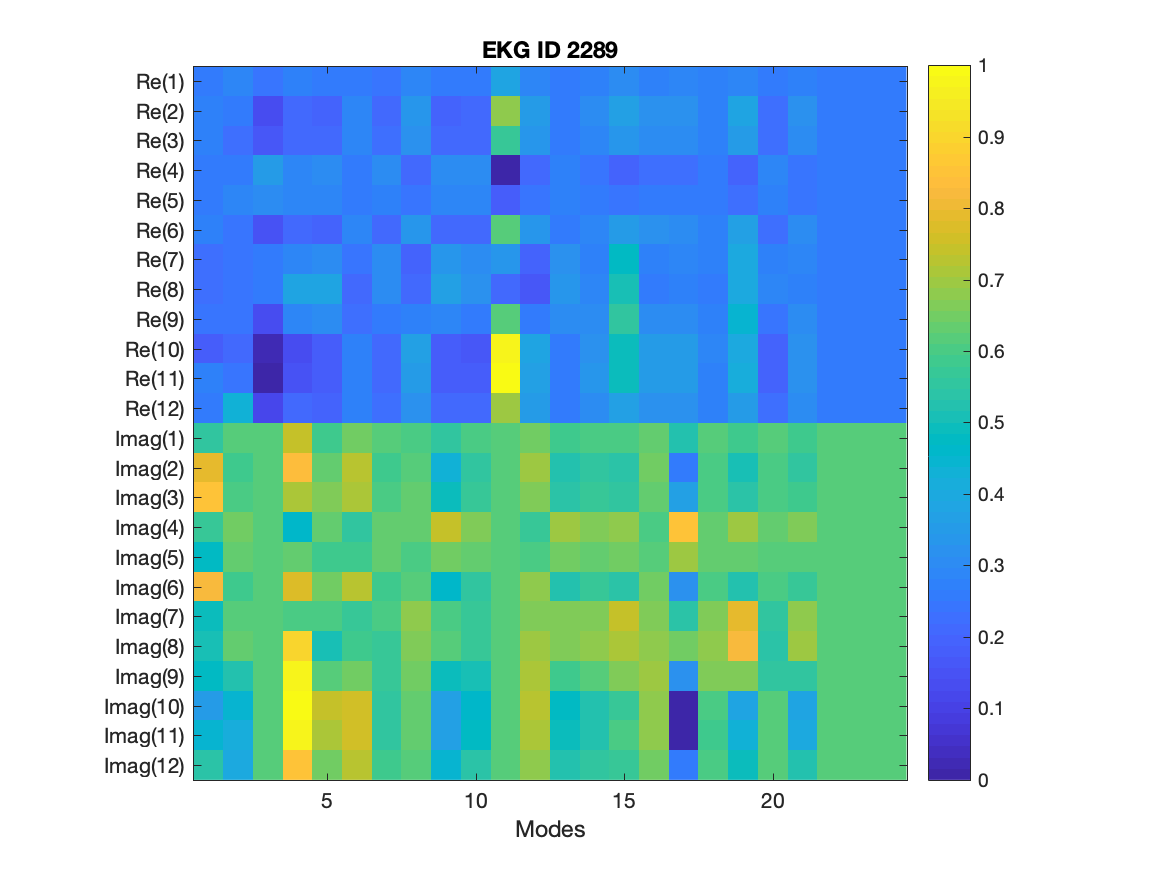 EKG ID 2289
Re(1)
Re(2)
Re(3)
Re(4)
Re(5)
Re(6)
Re(7)
Re(8)
Re(9)
Re(10)
Re(11)
Re(12)
Imag(1)
Imag(2)
Imag(3)
Imag(4)
Imag(5)
Imag(6)
Imag(7)
Imag(8)
Imag(9)
Imag(10)
Imag(11)
Imag(12)
5 10 15 20
Modes
1
0.9
0.8
0.7
0.6
0.5
0.4
0.3
0.2
0.1
0